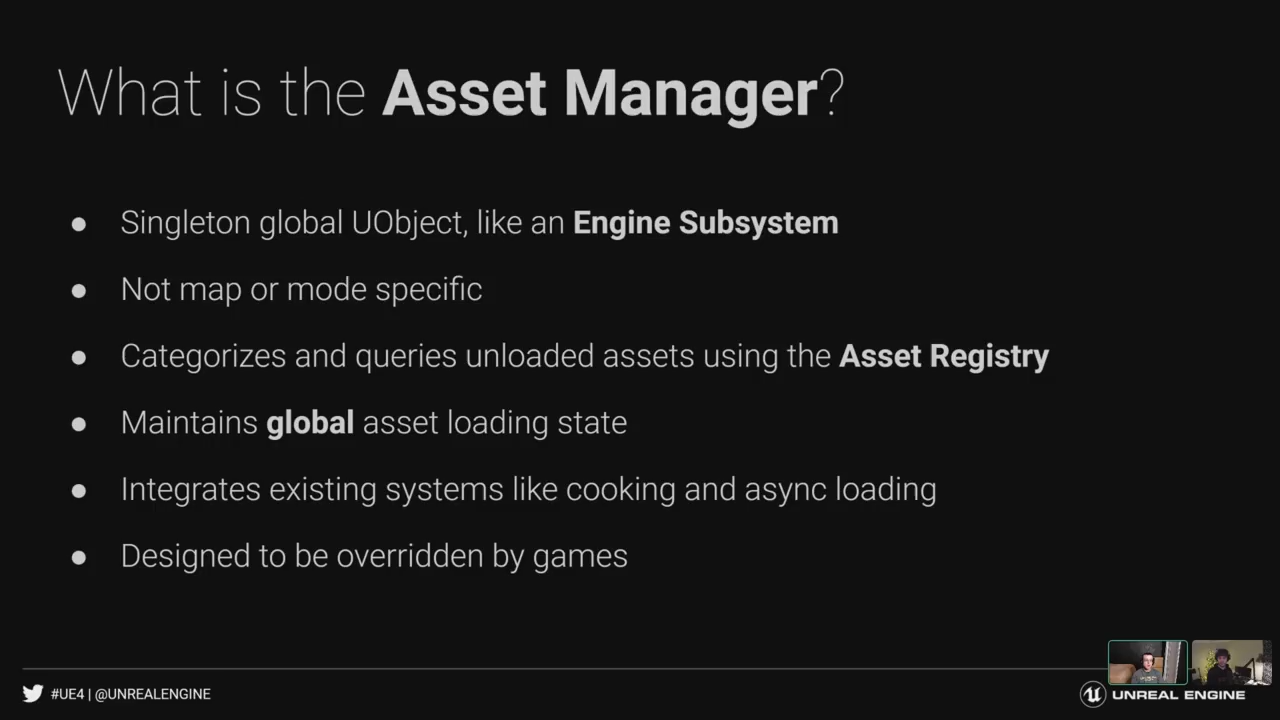 What is the Asset Manager?
● Singleton global UObject, like an Engine Subsystem
● Not map or mode specific
● Categorizes and queries unloaded assets using the Asset Registry
● Maintains global asset loading state
● Integrates existing systems like cooking and async loading
● Designed to be overridden by games
#UE4 | @UNREALENGINE
UNREAL ENGINE